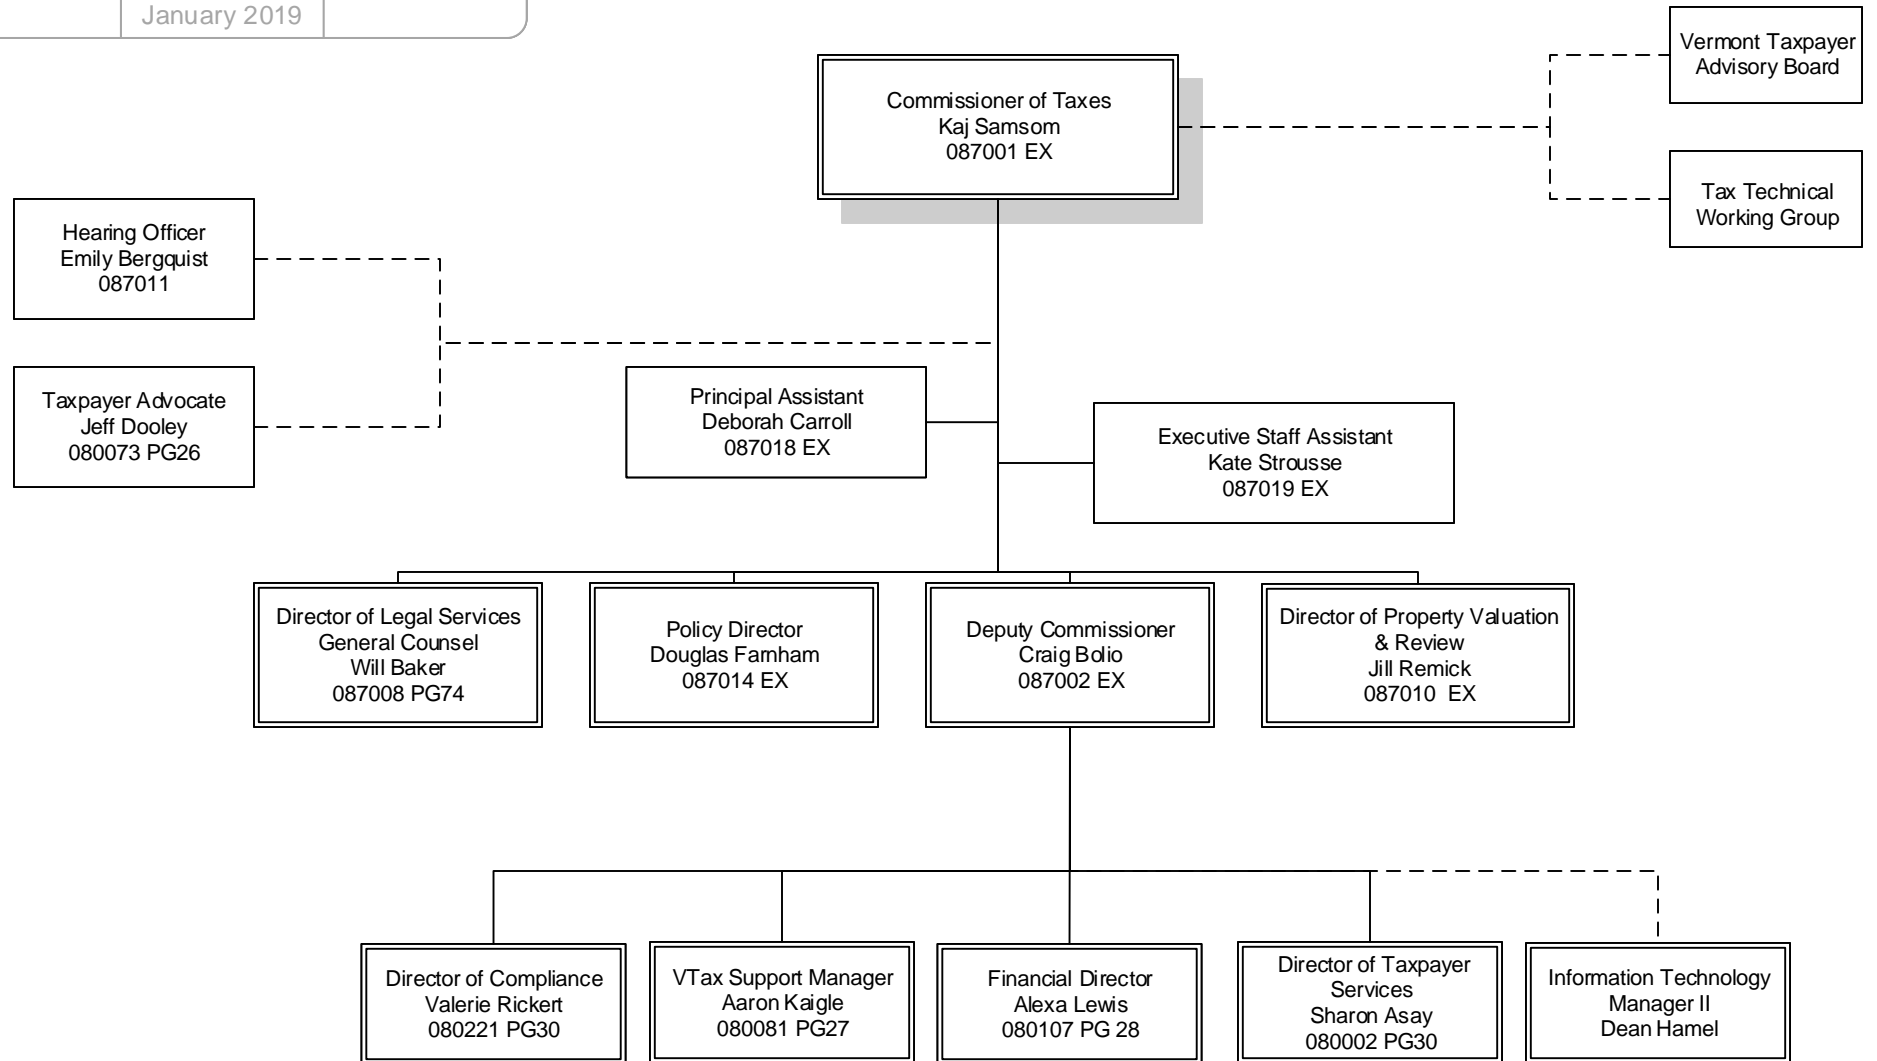 January 2019
Vermont Taxpayer
Advisory Board
Commissioner of Taxes
Kaj Samsom
087001 EX
Tax Technical
Working Group
Hearing Officer
Emily Bergquist
087011
Taxpayer Advocate
Jeff Dooley
080073 PG26
Principal Assistant
Deborah Carroll
087018 EX
Executive Staff Assistant
Kate Strousse
087019 EX
Director of Legal Services
General Counsel
Will Baker
087008 PG74
Policy Director
Douglas Farnham
087014 EX
Deputy Commissioner
Craig Bolio
087002 EX
Director of Property Valuation
& Review
Jill Remick
087010 EX
Director of Compliance
Valerie Rickert
080221 PG30
VTax Support Manager
Aaron Kaigle
080081 PG27
Financial Director
Alexa Lewis
080107 PG 28
Director of Taxpayer
Services
Sharon Asay
080002 PG30
Information Technology
Manager II
Dean Hamel